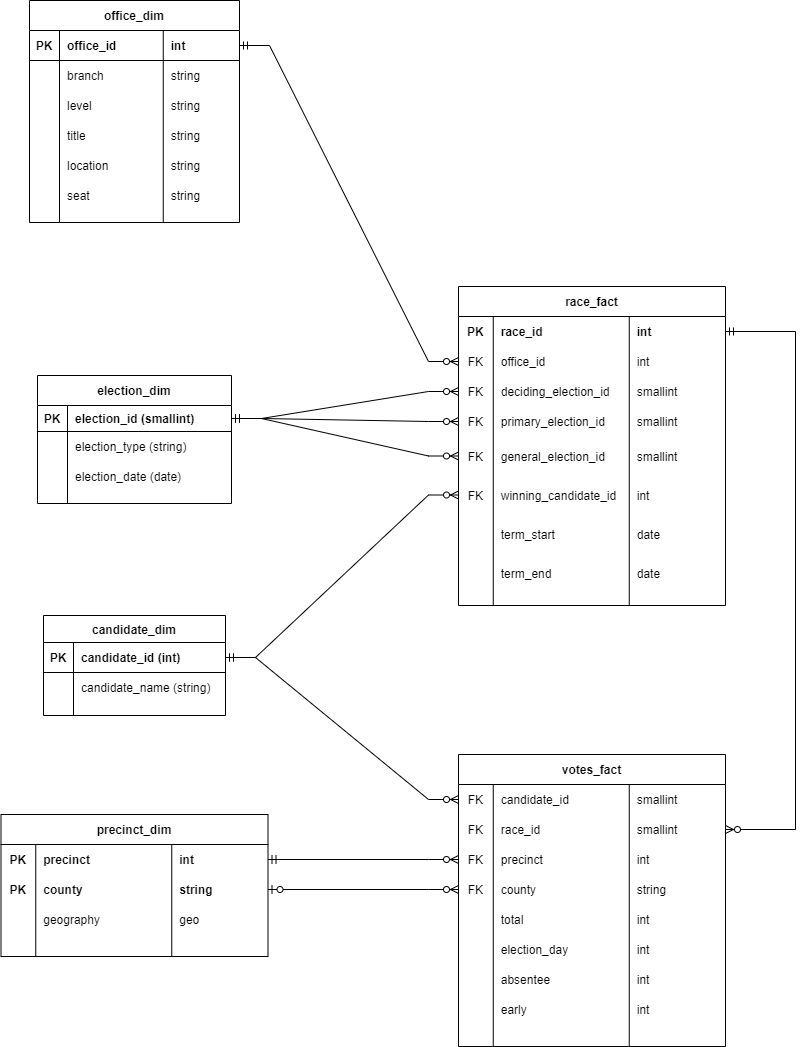 office_dim
PK office_id int
branch string
level string
title string
location string
seat string
race_fact
PK race_id int
FK office_id int
FK deciding_election_id smallint
FK primary_election_id smallint
FK general_election_id smallint
FK winning_candidate_id int
term_start date
term_end date
election_dim
PK election_id (smallint)
election_type (string)
election_date (date)
candidate_dim
PK candidate_id (int)
candidate_name (string)
votes_fact
FK candidate_id smallint
FK race_id smallint
FK precinct int
FK county string
total int
election_day int
absentee int
early int
precinct_dim
PK precinct int
PK county string
geography geo